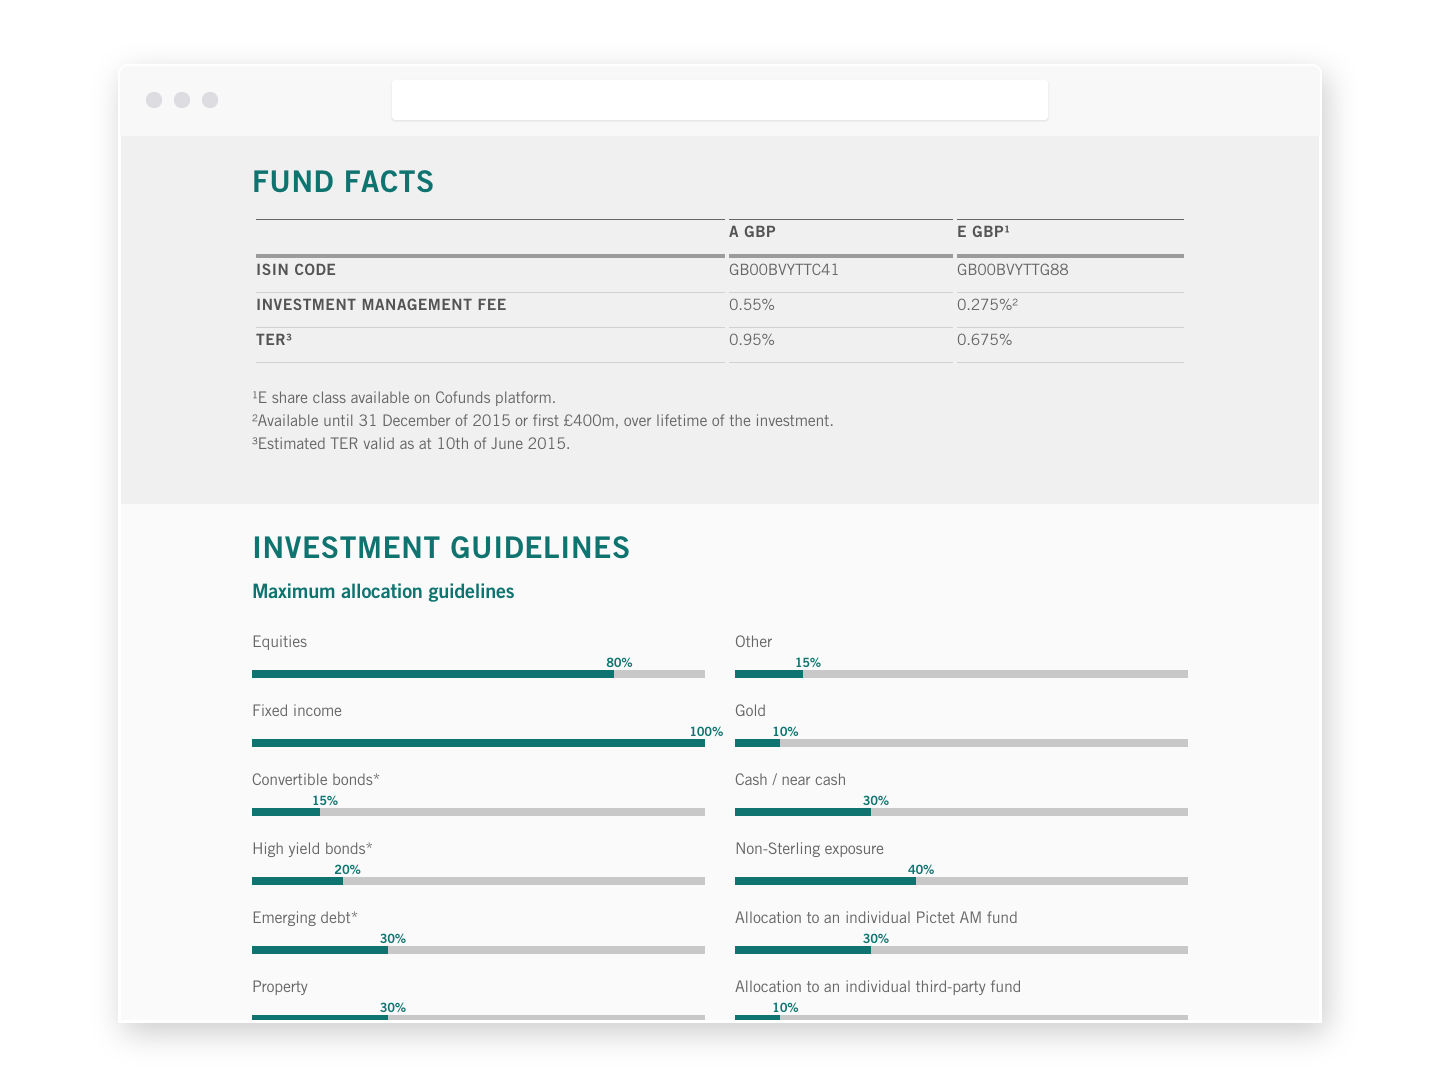 FUND FACTS
A GBP E GBP¹
ISIN CODE GB00BVYTTC41 GB00BVYTTG88
INVESTMENT MANAGEMENT FEE 0.55% 0.275%²
TER³ 0.95% 0.675%
¹E share class available on Cofunds platform.
²Available until 31 December of 2015 or first £400m, over lifetime of the investment.
³Estimated TER valid as at 10th of June 2015.
INVESTMENT GUIDELINES
Maximum allocation guidelines
Equities
80%
Fixed income
100%
Convertible bonds*
15%
High yield bonds*
20%
Emerging debt*
30%
Property
30%
Other
15%
Gold
10%
Cash / near cash
30%
Non-Sterling exposure
40%
Allocation to an individual Pictet AM fund
30%
Allocation to an individual third-party fund
10%